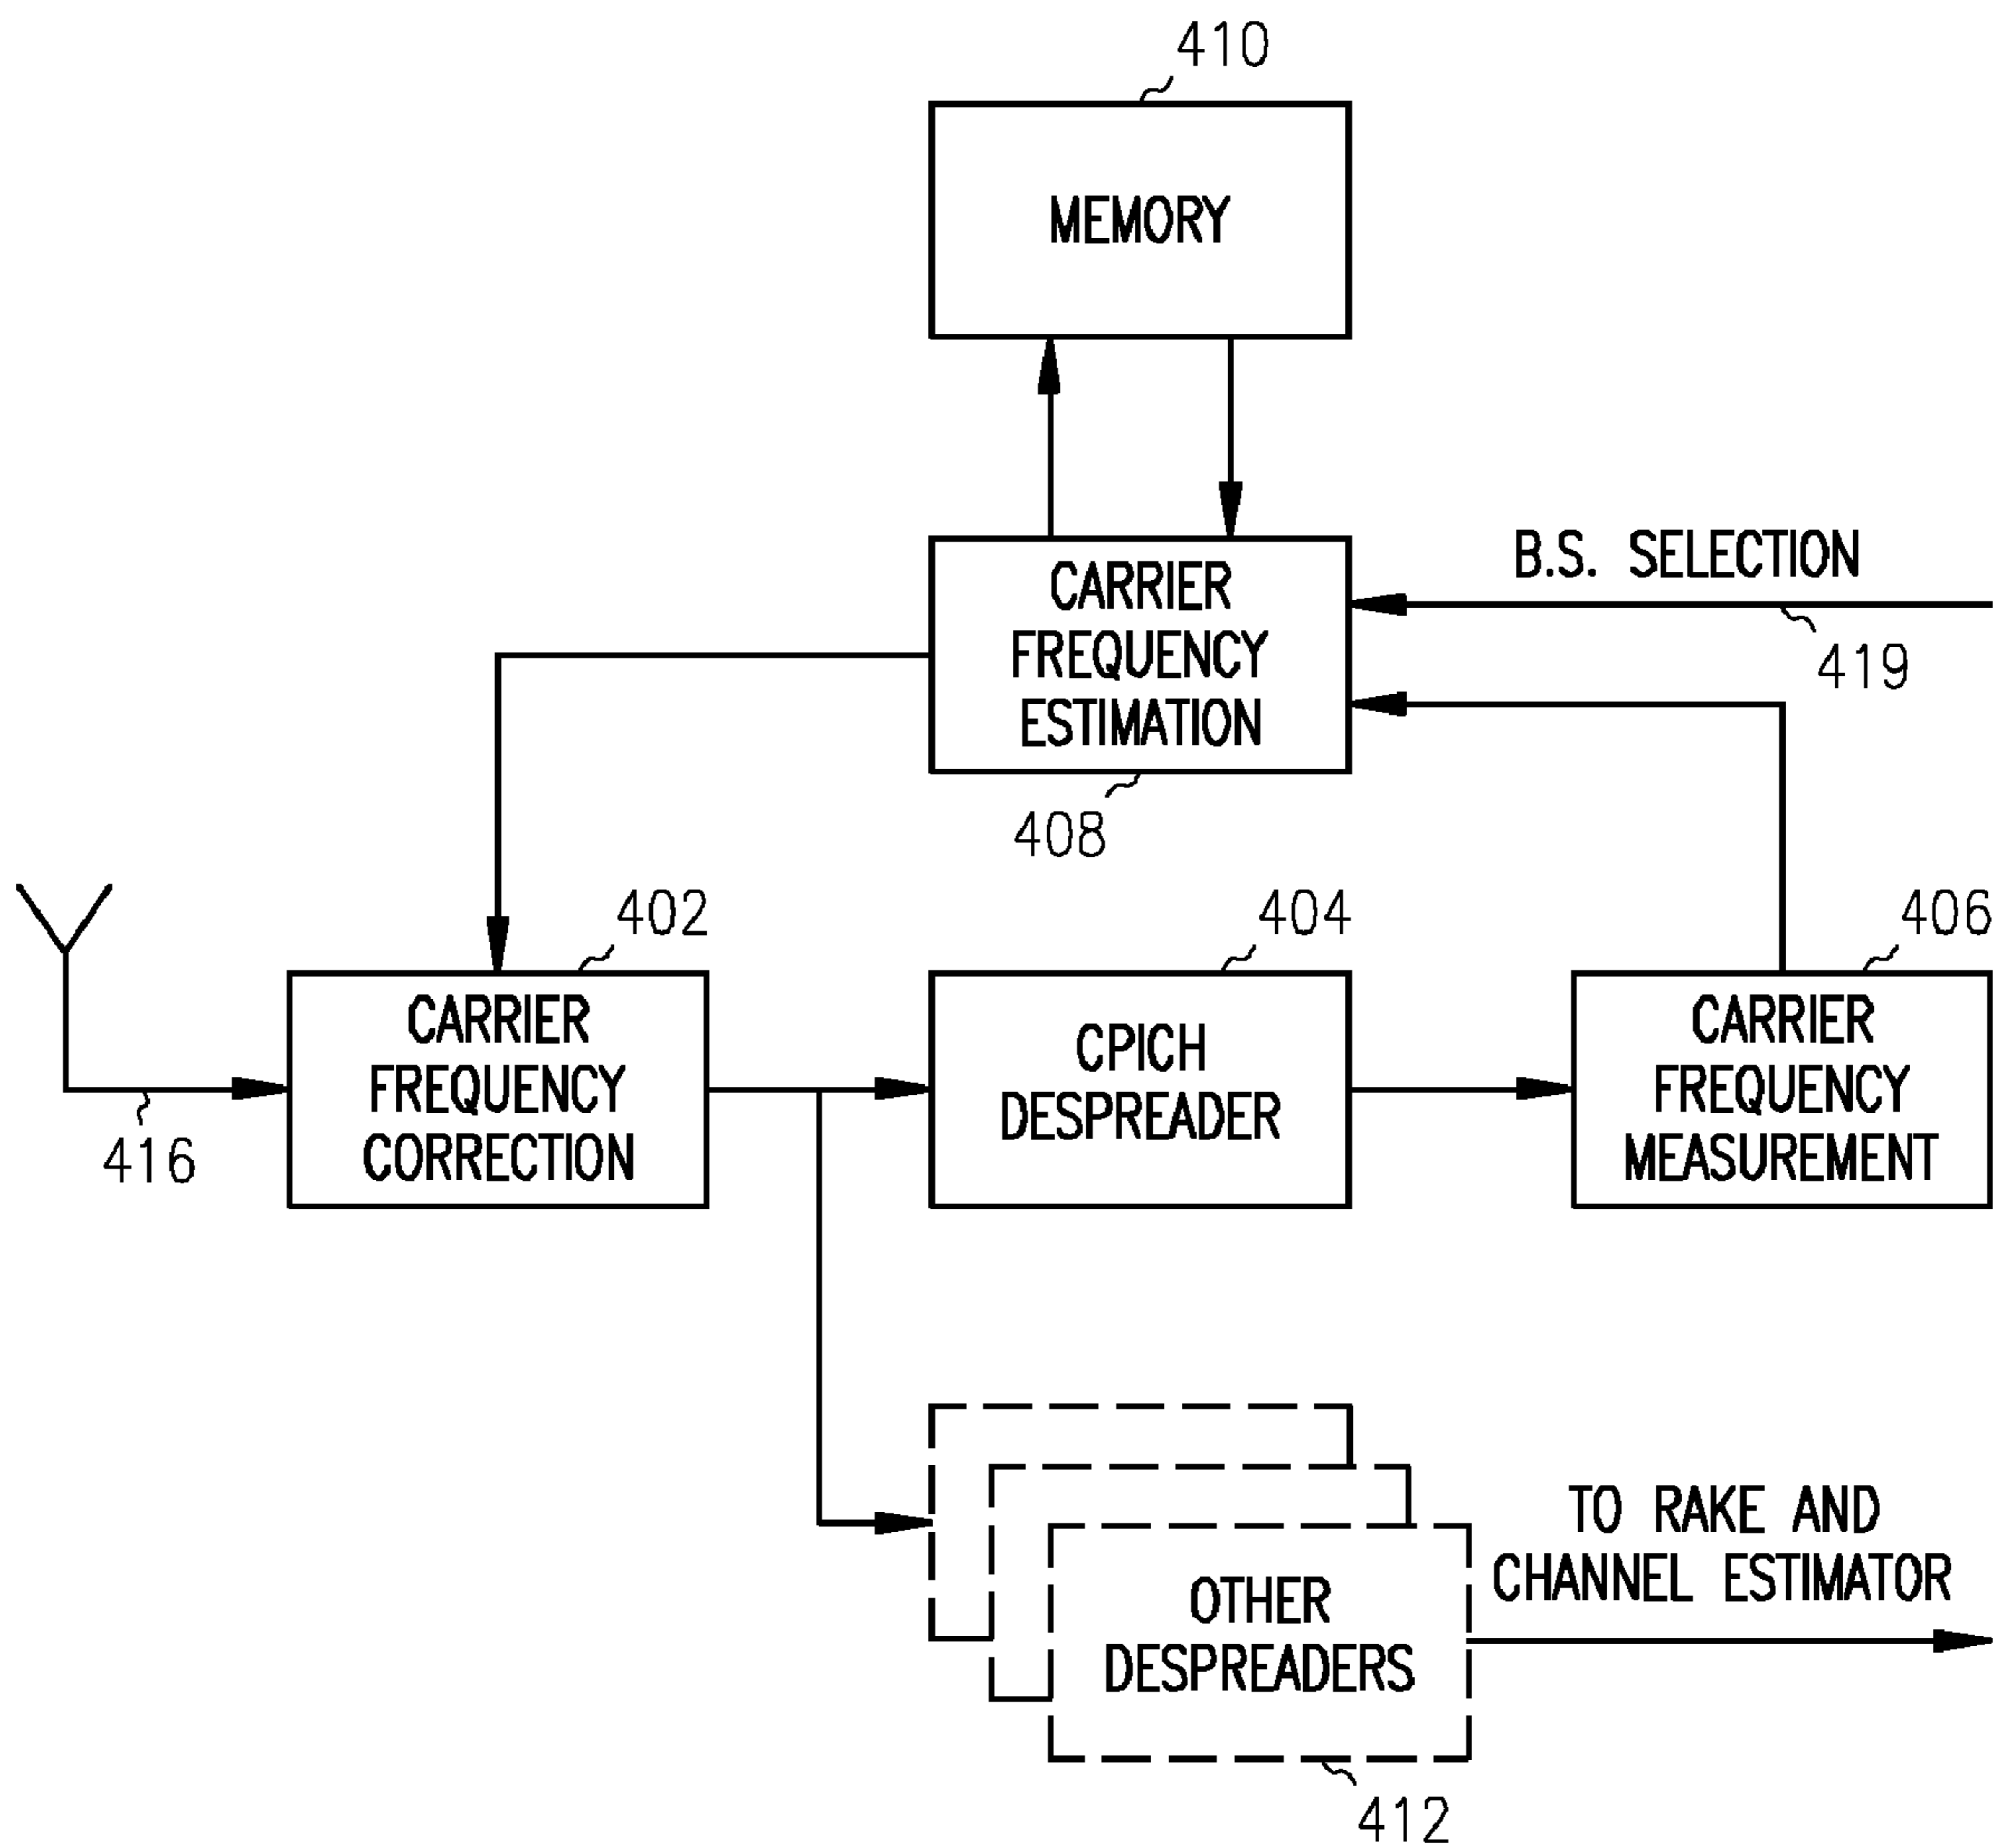 410
MEMORY
B.S. SELECTION
419
CARRIER
FREQUENCY
ESTIMATION
408
402
404
406
416
CARRIER
FREQUENCY
CORRECTION
CPICH
DESPREADER
CARRIER
FREQUENCY
MEASUREMENT
TO RAKE AND
CHANNEL ESTIMATOR
OTHER
DESPREADERS
412